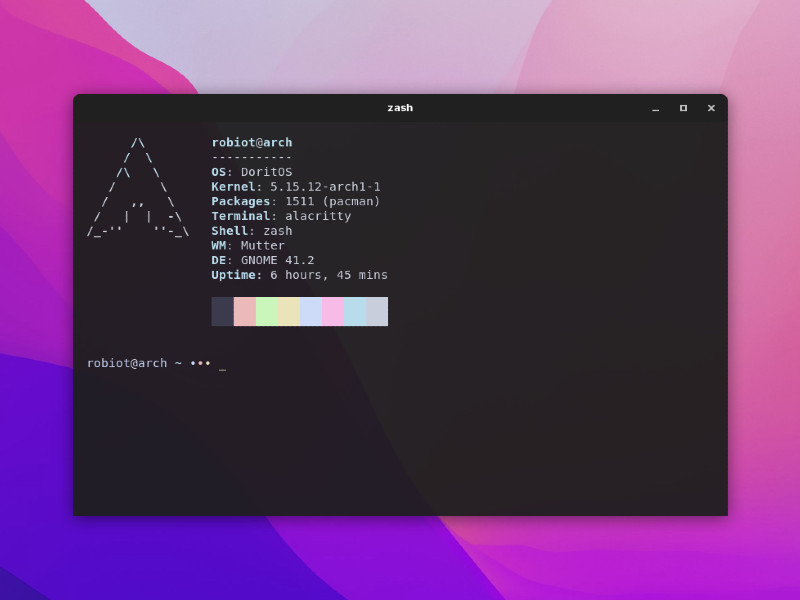 zash
robiot@arch
-----------
OS: DoritOS
Kernel: 5.15.12-arch1-1
Packages: 1511 (pacman)
Terminal: alacritty
Shell: zash
WM: Mutter
DE: GNOME 41.2
Uptime: 6 hours, 45 mins
robiot@arch ~ ••• _